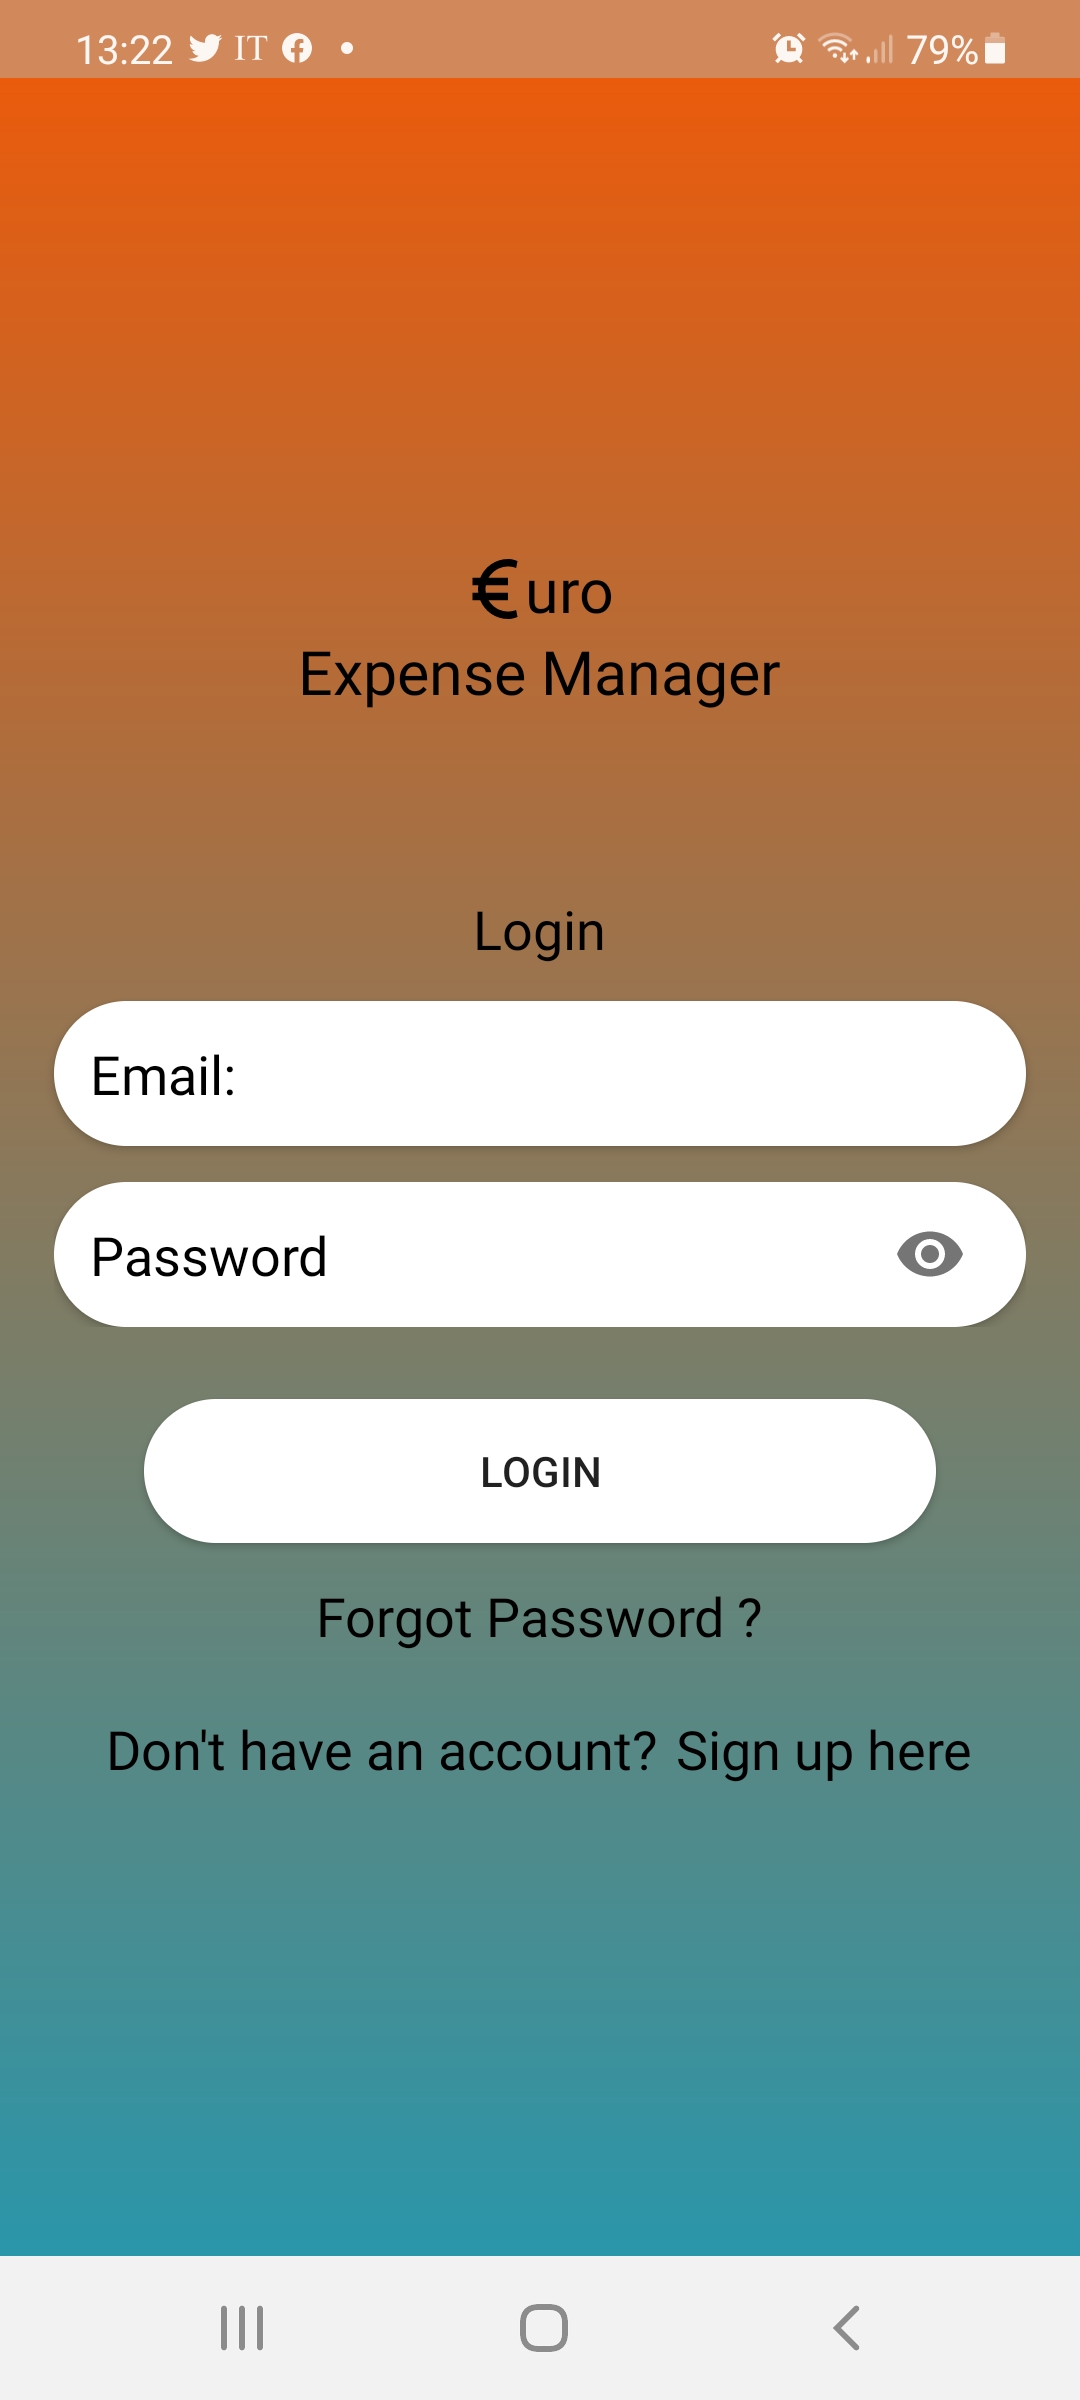 13:22 IT 79%
€uro
Expense Manager
Login
Email:
Password
LOGIN
Forgot Password ?
Don't have an account? Sign up here